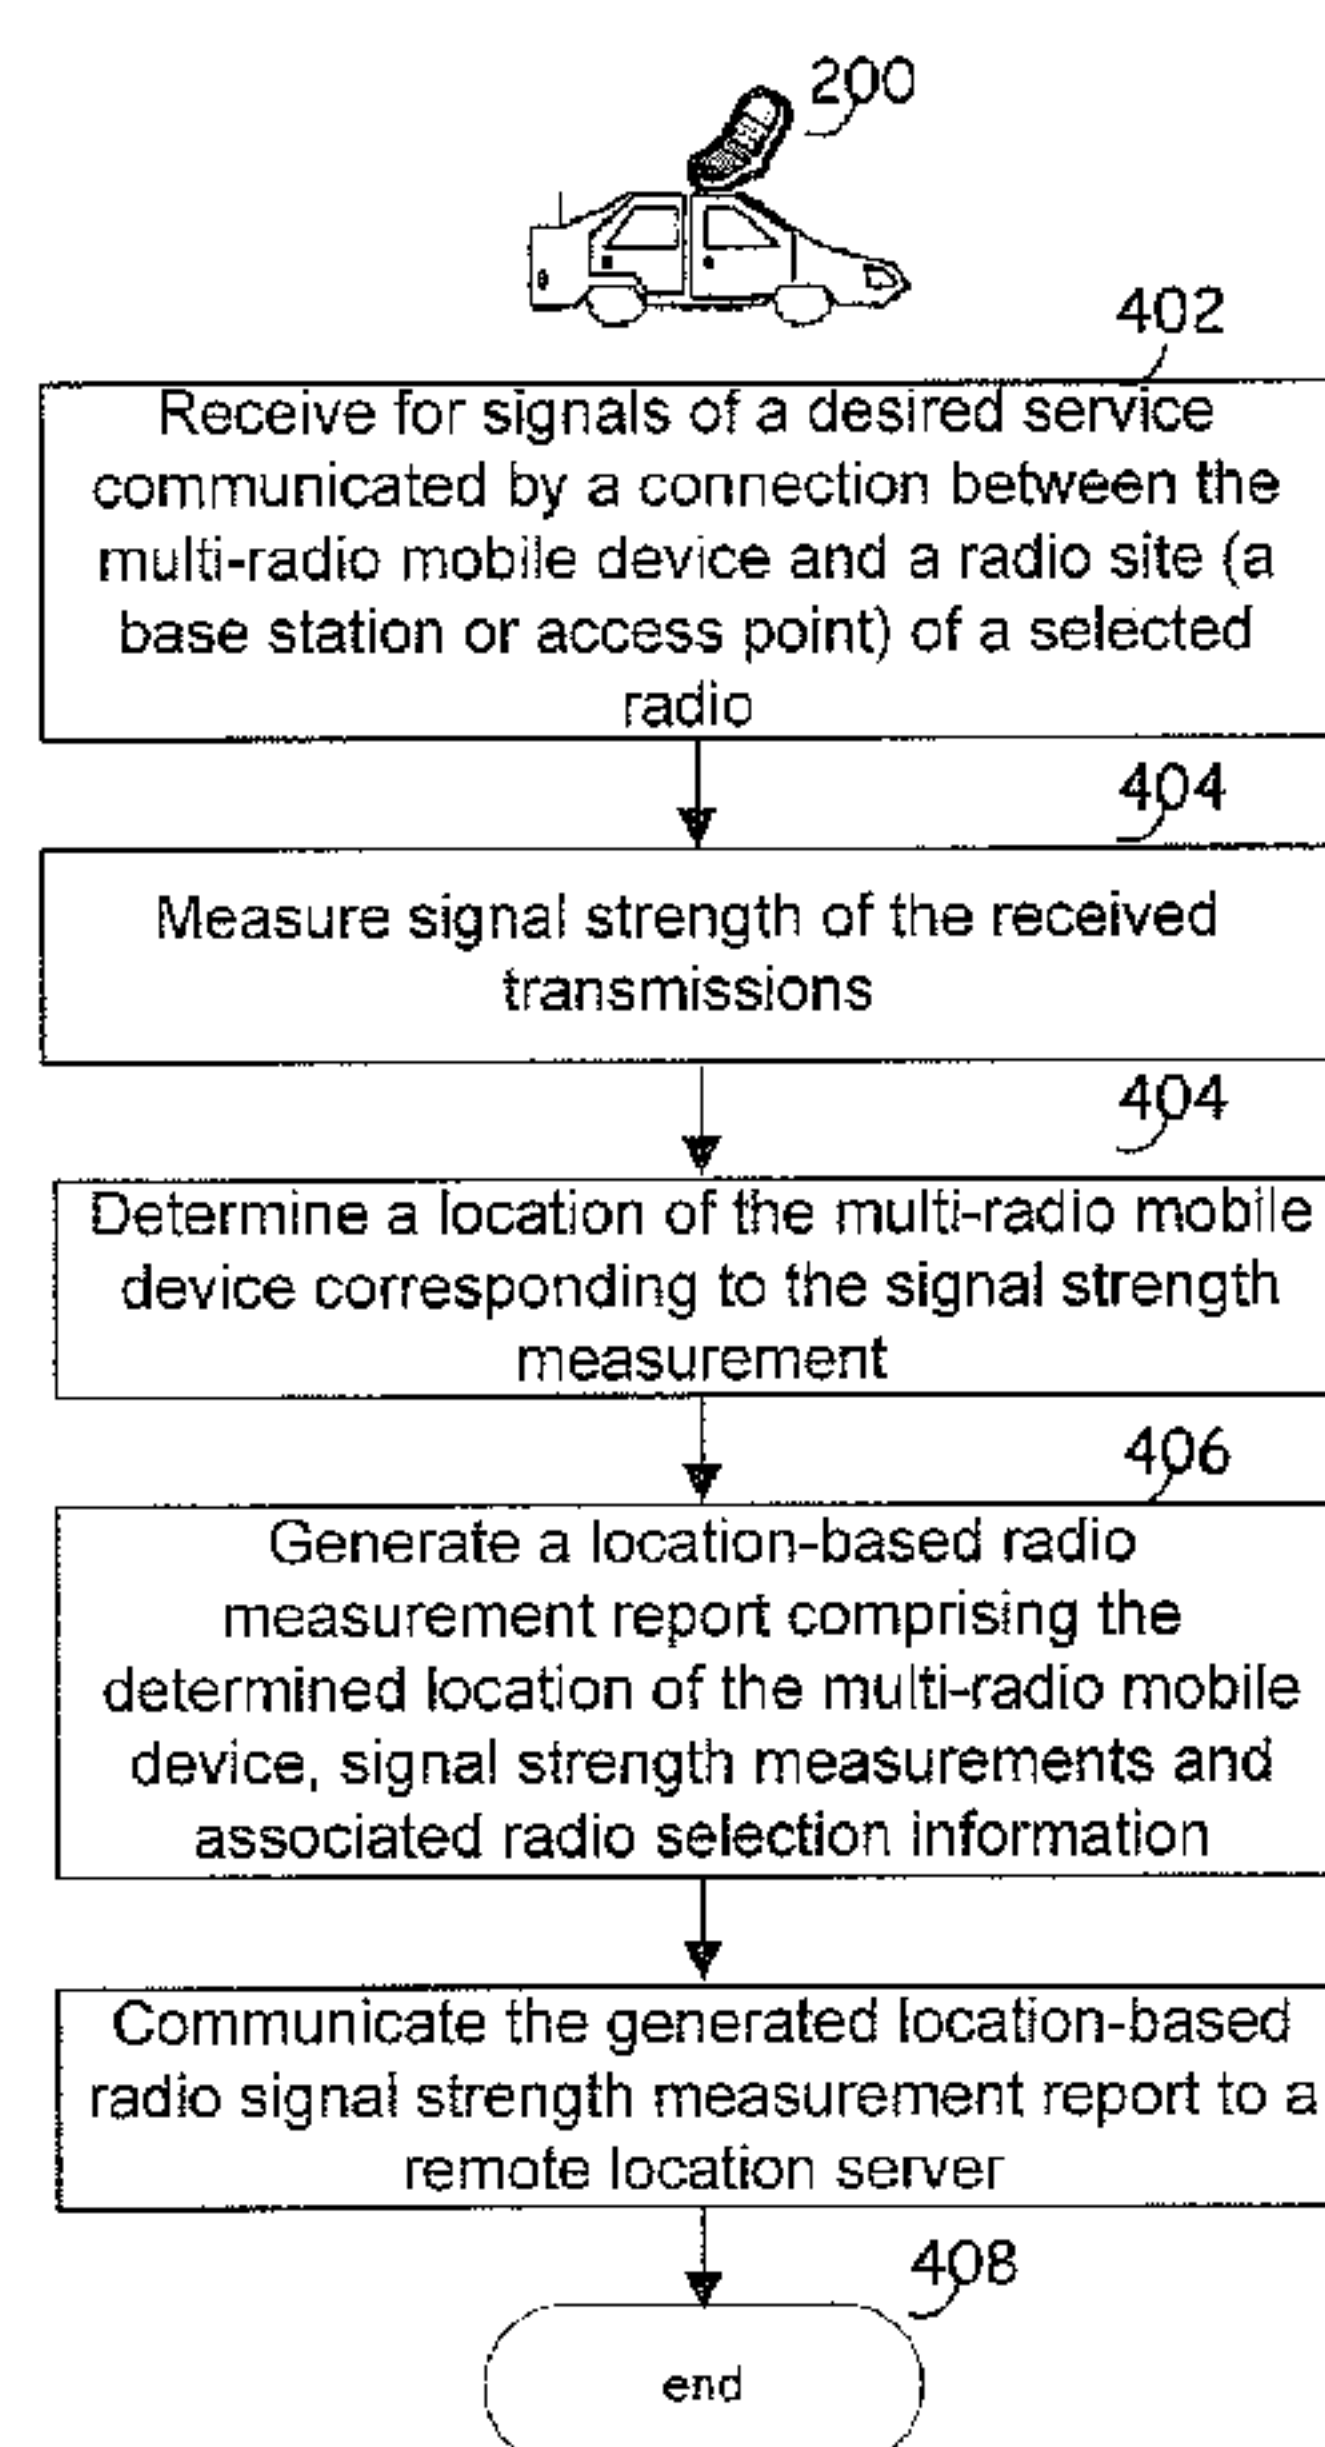 200
402
Receive for signals of a desired service
communicated by a connection between the
multi-radio mobile device and a radio site (a
base station or access point) of a selected
radio
404
Measure signal strength of the received
transmissions
404
Determine a location of the multi-radio mobile
device corresponding to the signal strength
measurement
406
Generate a location-based radio
measurement report comprising the
determined location of the multi-radio mobile
device, signal strength measurements and
associated radio selection information
Communicate the generated location-based
radio signal strength measurement report to a
remote location server
408
end